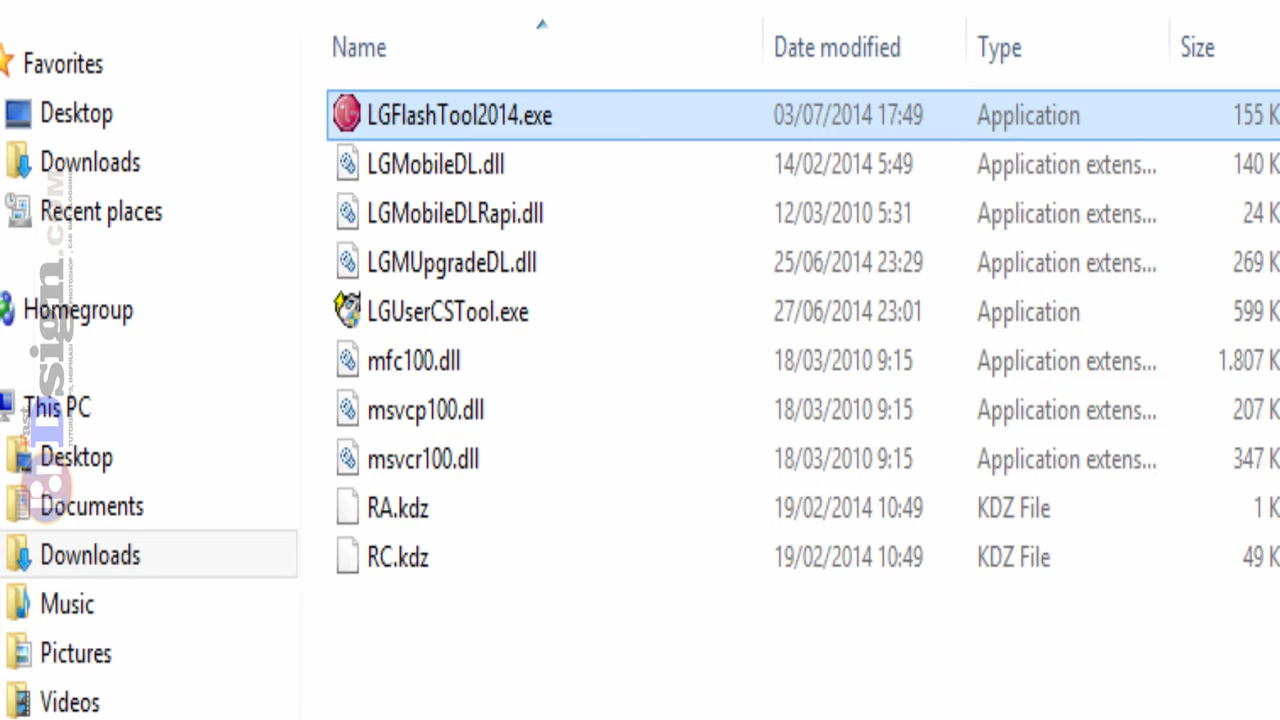 Favorites
Desktop
Downloads
Recent places
Homegroup
This PC
Desktop
Documents
Downloads
Music
Pictures
Videos
Name Date modified Type Size
LGFlashTool2014.exe 03/07/2014 17:49 Application 155 K
LGMobileDL.dll 14/02/2014 5:49 Application extens... 140 K
LGMobileDLRapi.dll 12/03/2010 5:31 Application extens... 24 K
LGMUpgradeDL.dll 25/06/2014 23:29 Application extens... 269 K
LGUserCSTool.exe 27/06/2014 23:01 Application 599 K
mfc100.dll 18/03/2010 9:15 Application extens... 1.807 K
msvcp100.dll 18/03/2010 9:15 Application extens... 207 K
msvcr100.dll 18/03/2010 9:15 Application extens... 347 K
RA.kdz 19/02/2014 10:49 KDZ File 1 K
RC.kdz 19/02/2014 10:49 KDZ File 49 K